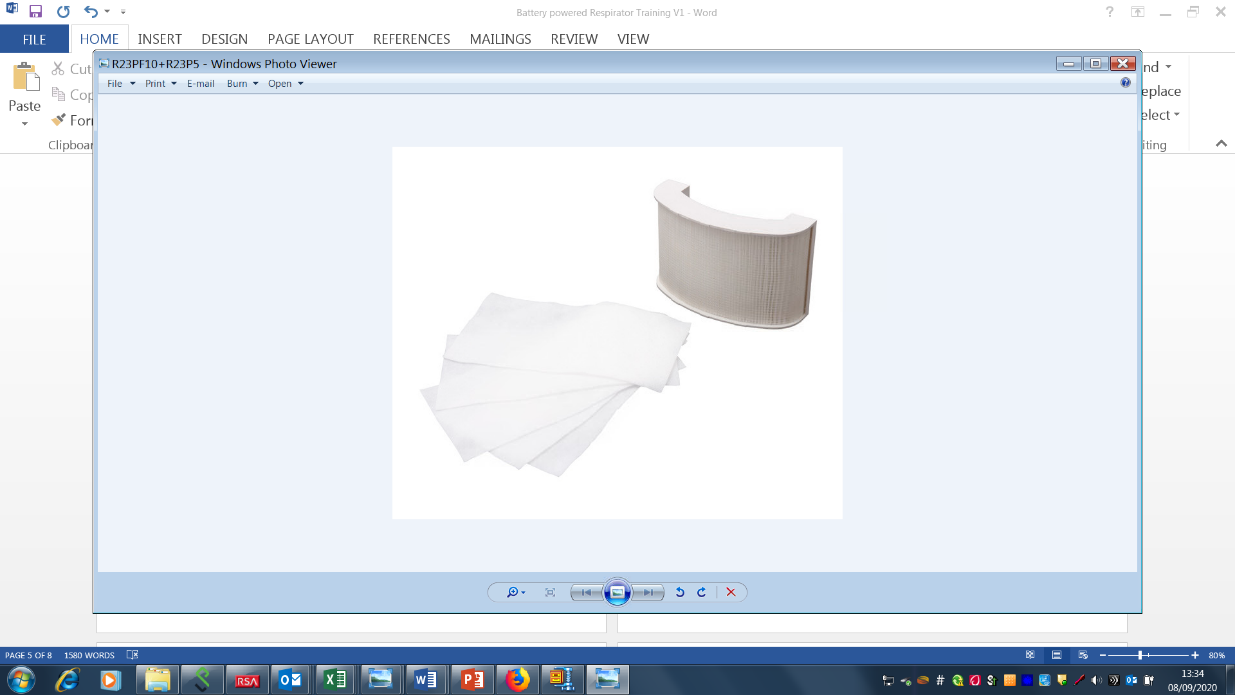 Battery powered Respirator Training V1 - Word
FILE HOME INSERT DESIGN PAGE LAYOUT REFERENCES MAILINGS REVIEW VIEW
R23PF10+R23P5 - Windows Photo Viewer
File Print E-mail Burn Open
Paste
Cut
Cop
For
Clipboar
nd
eplace
elect
iting
PAGE 5 OF 8 1580 WORDS 80%
RSA
13:34
08/09/2020